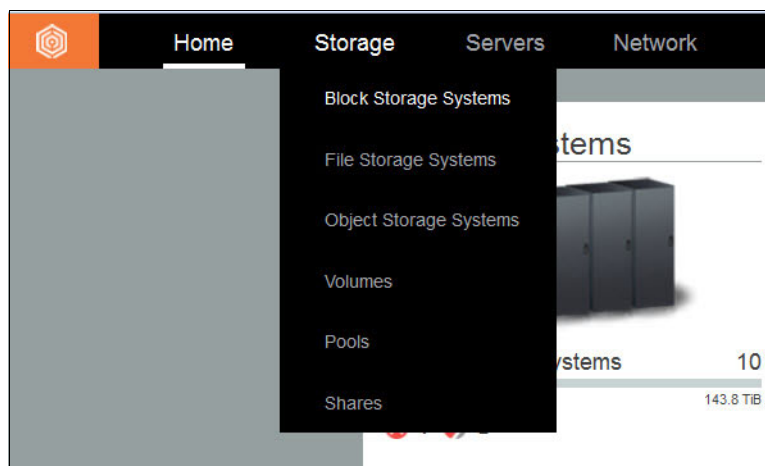 Home Storage Servers Network
Block Storage Systems
stems
File Storage Systems
Object Storage Systems
Volumes
Pools
ystems 10
143.8 TiB
Shares